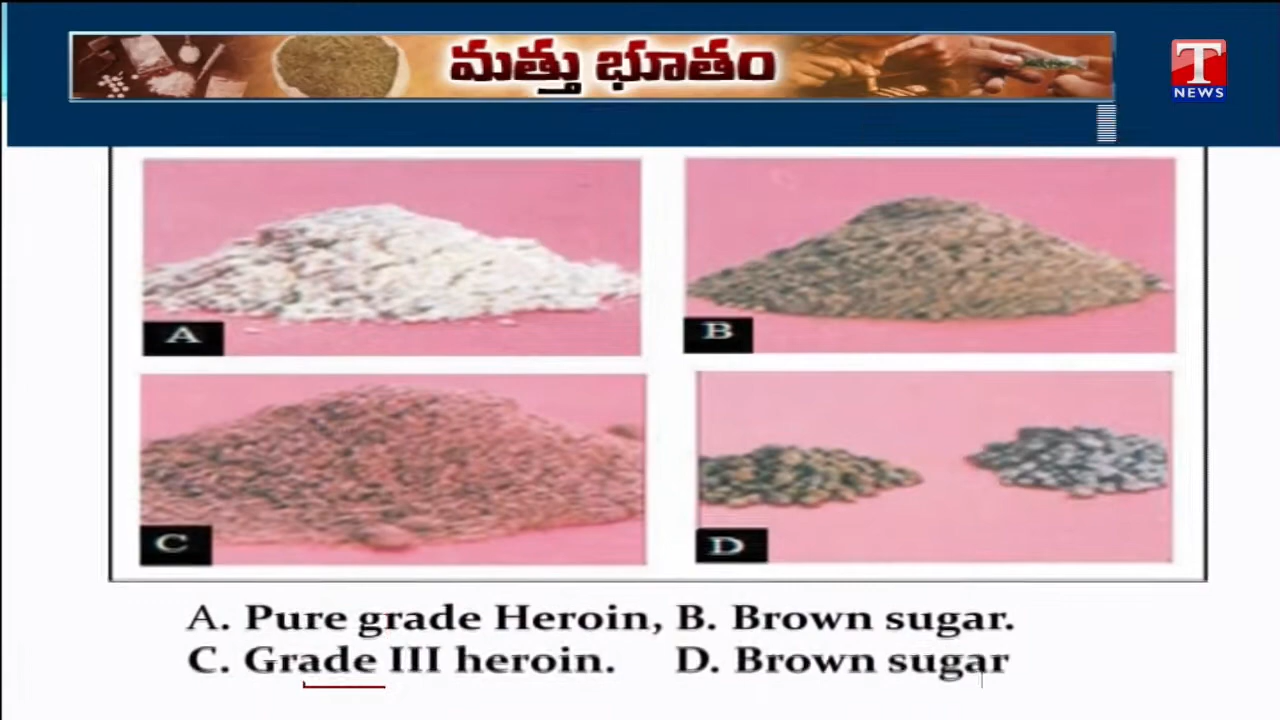 మత్తు భూతం
T
NEWS
A
B
C
D
A. Pure grade Heroin, B. Brown sugar.
C. Grade III heroin. D. Brown sugar